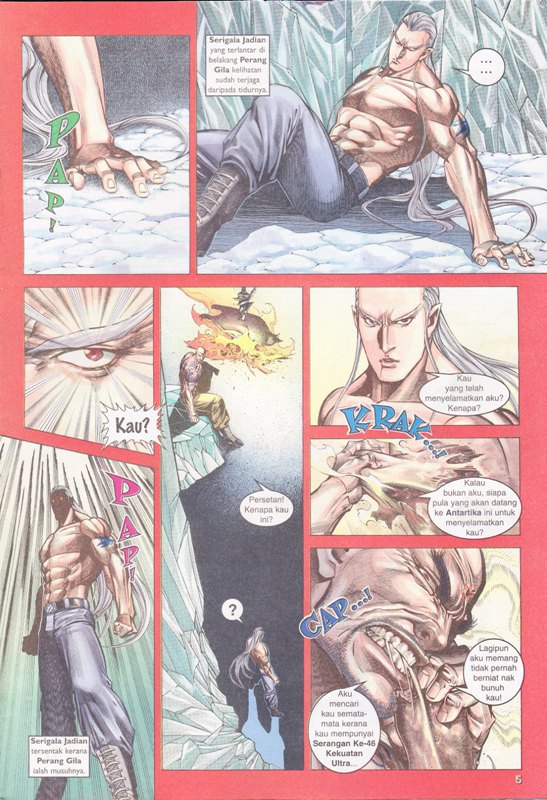 PAP!
Serigala Jadian
yang terlantar di
belakang Perang
Gila kelihatan
sudah terjaga
daripada tidurnya.
...
...
Kau?
PAP!
Serigala Jadian
tersentak kerana
Perang Gila
ialah musuhnya.
Persetan!
Kenapa kau
ini?
?
Kau
yang telah
menyelamatkan aku?
Kenapa?
KRAK...!
Kalau
bukan aku, siapa
pula yang akan datang
ke Antartika ini untuk
menyelamatkan
kau?
CAP...!
Lagipun
aku memang
tidak pernah
berniat nak
bunuh
kau!
Aku
mencari
kau semata-
mata kerana
kau mempunyai
Serangan Ke-46
Kekuatan
Ultra...
5